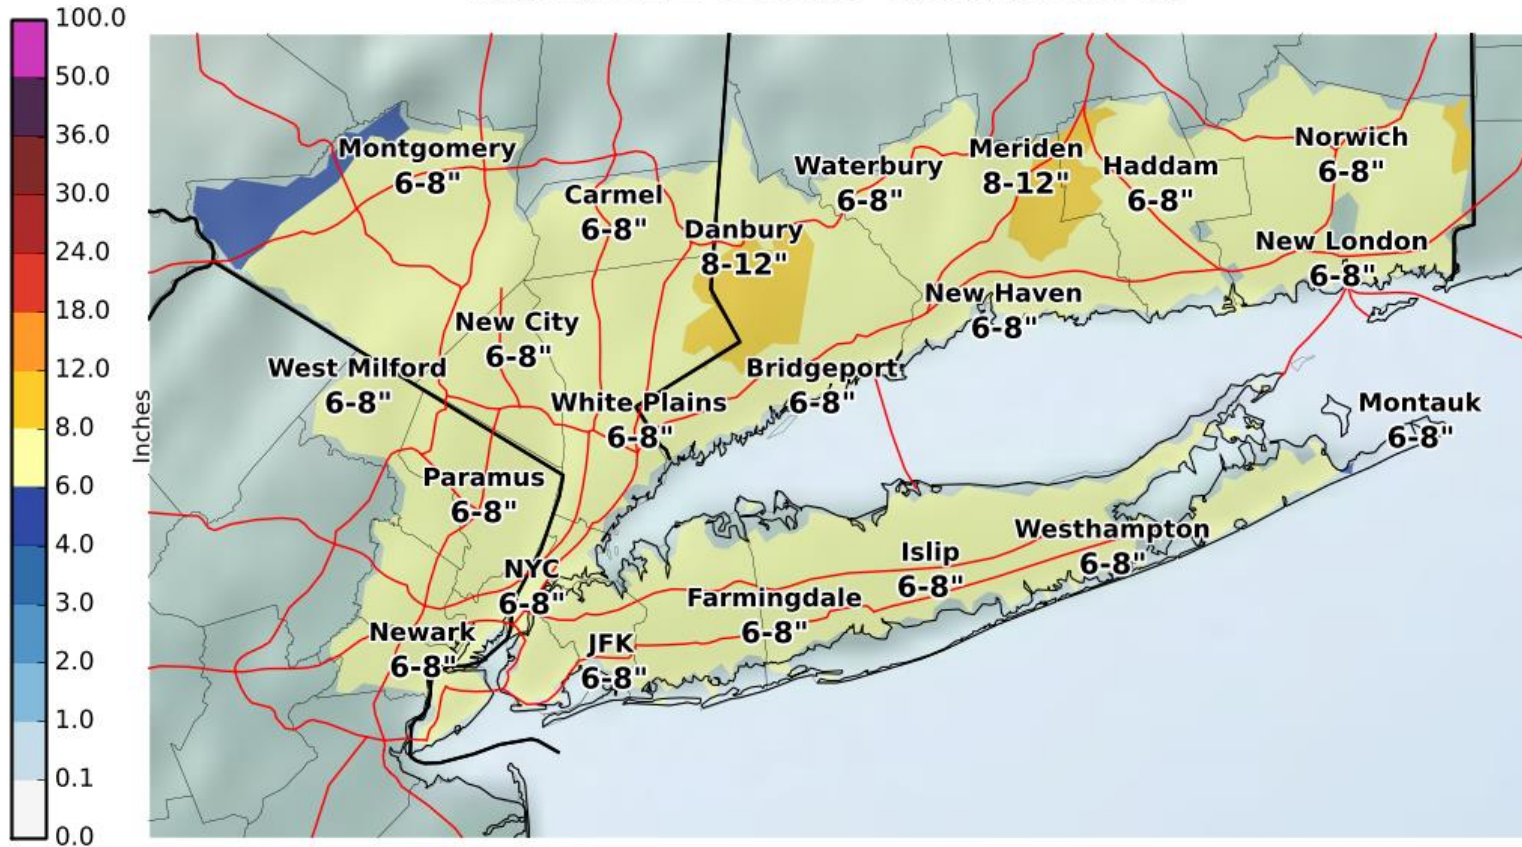 100.0
50.0
36.0
30.0
24.0
18.0
12.0
8.0
6.0
4.0
3.0
2.0
1.0
0.1
0.0
Inches
Montgomery
6-8"
Carmel
6-8"
Danbury
8-12"
Waterbury
6-8"
Meriden
8-12"
Haddam
6-8"
Norwich
6-8"
New London
6-8"
New Haven
6-8"
New City
6-8"
West Milford
6-8"
White Plains
6-8"
Bridgeport
6-8"
Montauk
6-8"
Paramus
6-8"
Westhampton
6-8"
Islip
6-8"
NYC
6-8"
Farmingdale
6-8"
Newark
6-8"
JFK
6-8"